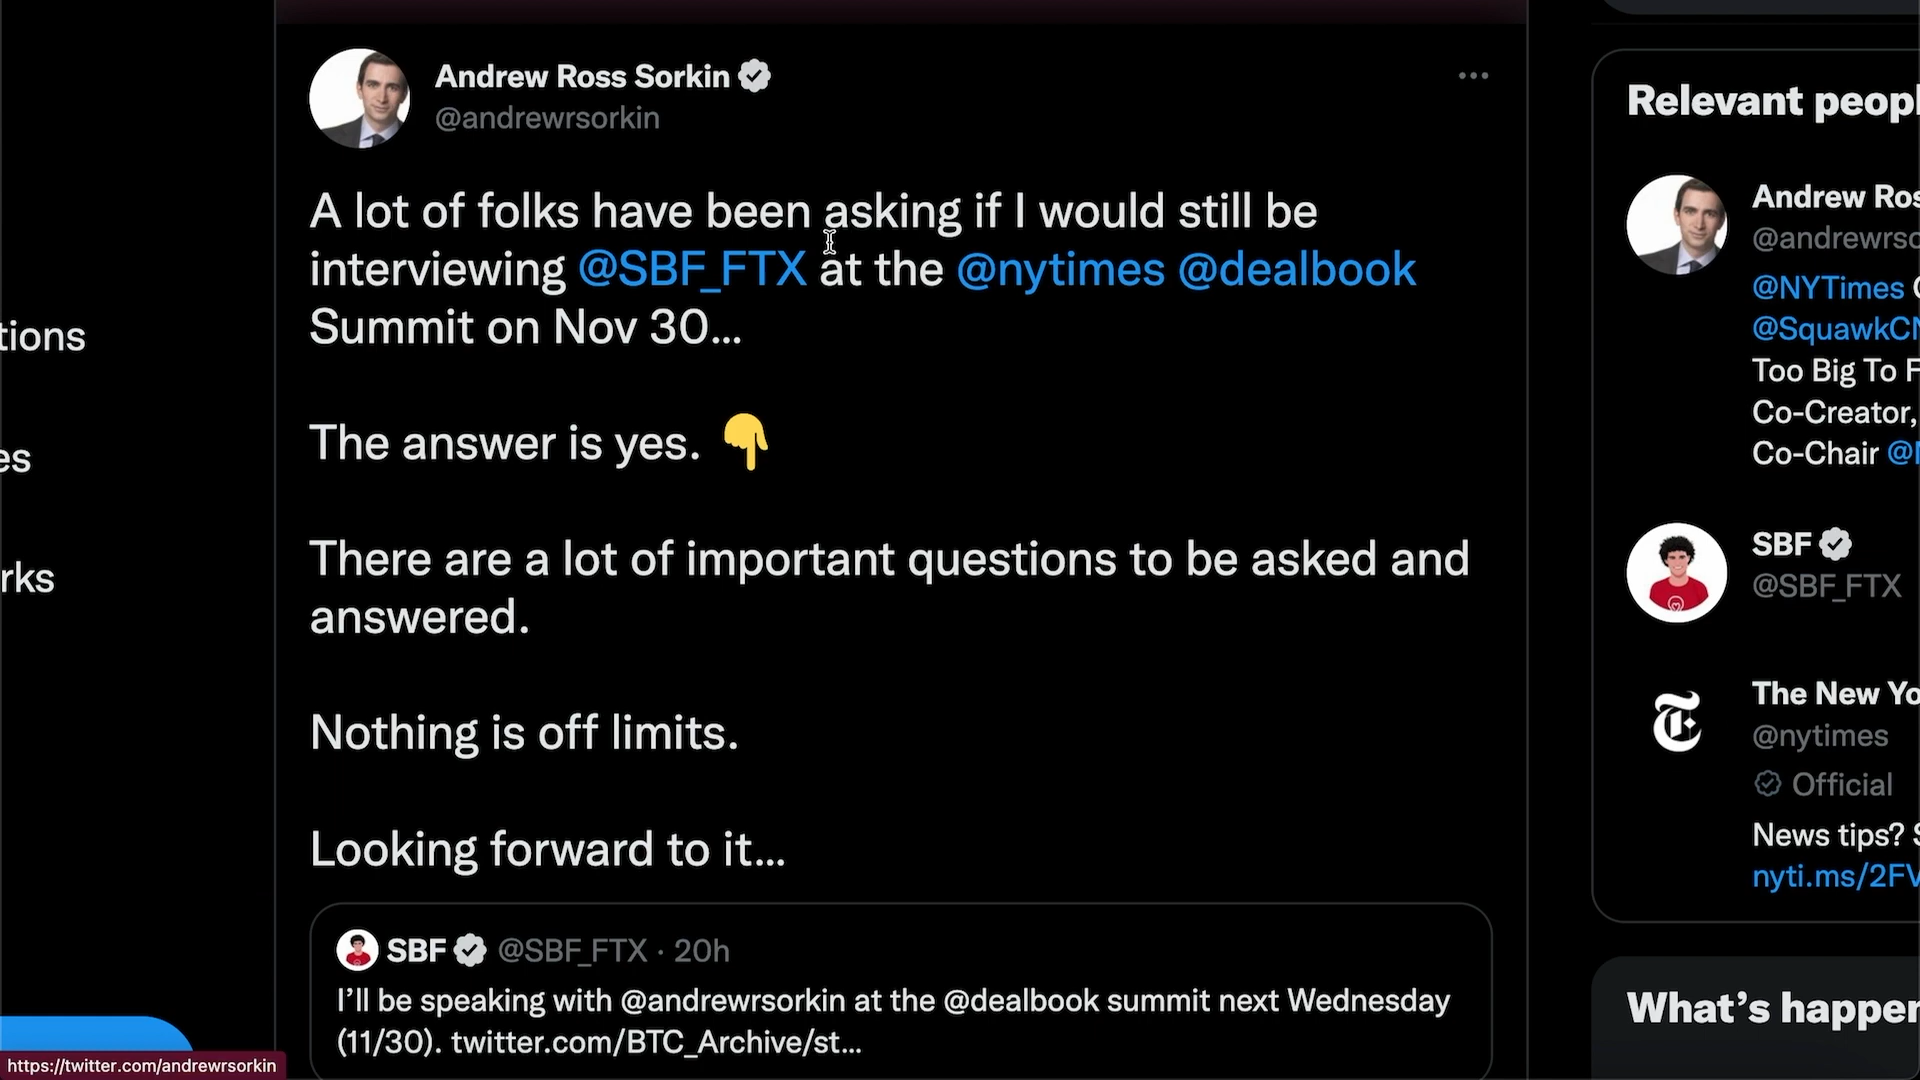 Andrew Ross Sorkin
@andrewrsorkin
A lot of folks have been asking if I would still be
interviewing @SBF_FTX at the @nytimes @dealbook
Summit on Nov 30...
The answer is yes. 👇
There are a lot of important questions to be asked and
answered.
Nothing is off limits.
Looking forward to it...
SBF @SBF_FTX · 20h
I'll be speaking with @andrewrsorkin at the @dealbook summit next Wednesday
(11/30). twitter.com/BTC_Archive/st...
tions
es
rks
https://twitter.com/andrewrsorkin
Relevant peopl
Andrew Ros
@andrewrso
@NYTimes
@SquawkCN
Too Big To F
Co-Creator,
Co-Chair @
SBF
@SBF_FTX
The New Yo
@nytimes
Official
News tips? S
nyti.ms/2FV
What's happen